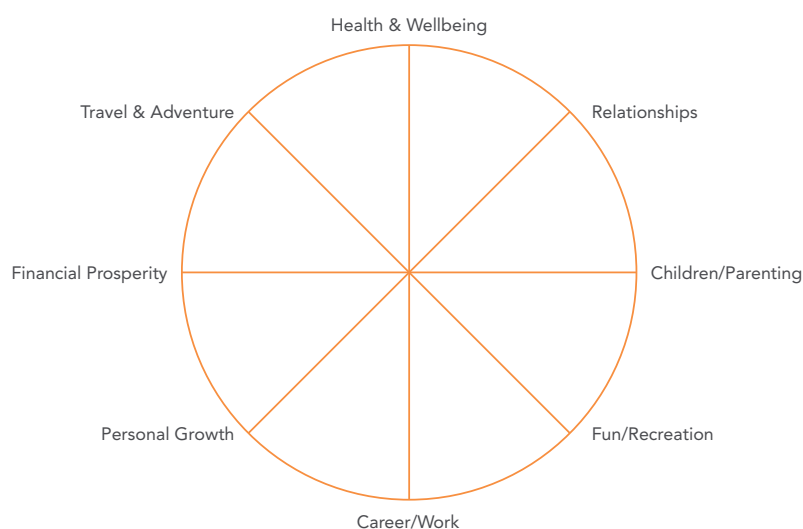 Health & Wellbeing
Travel & Adventure
Relationships
Financial Prosperity
Children/Parenting
Personal Growth
Fun/Recreation
Career/Work